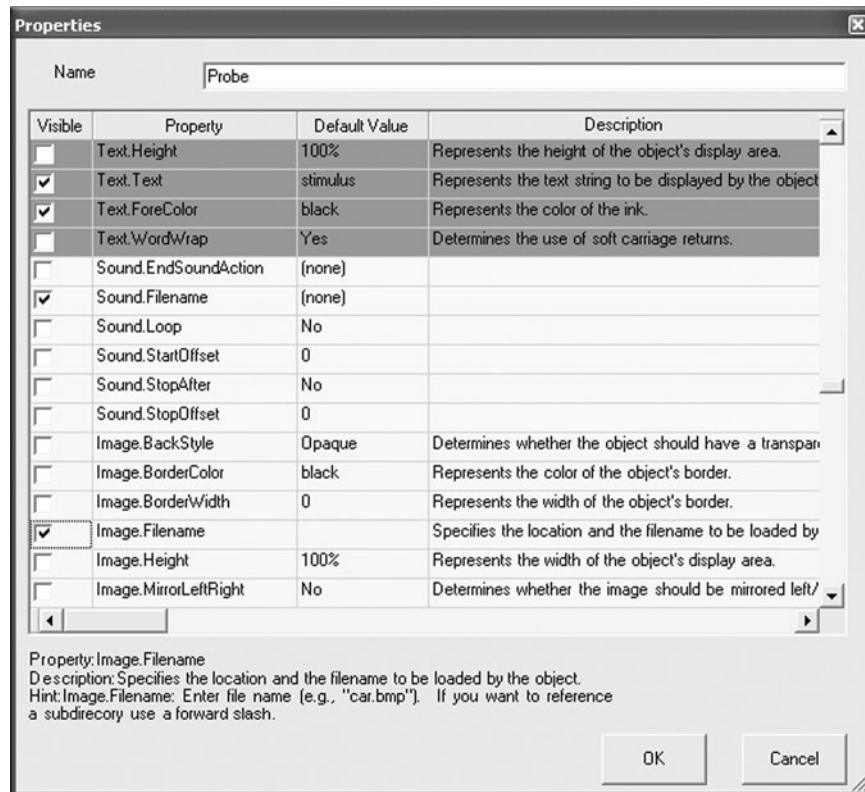 Properties
Name Probe
Visible Property Default Value Description
Text.Height 100% Represents the height of the object's display area.
Text.Text stimulus Represents the text string to be displayed by the object
Text.ForeColor black Represents the color of the ink.
Text.WordWrap Yes Determines the use of soft carriage returns.
Sound.EndSoundAction (none)
Sound.Filename (none)
Sound.Loop No
Sound.StartOffset 0
Sound.StopAfter No
Sound.StopOffset 0
Image.BackStyle Opaque Determines whether the object should have a transpar
Image.BorderColor black Represents the color of the object's border.
Image.BorderWidth 0 Represents the width of the object's border.
Image.Filename Specifies the location and the filename to be loaded by
Image.Height 100% Represents the width of the object's display area.
Image.MirrorLeftRight No Determines whether the image should be mirrored left/
Property:Image.Filename
Description:Specifies the location and the filename to be loaded by the object.
Hint:Image.Filename: Enter file name (e.g., "car.bmp"). If you want to reference
a subdirecory use a forward slash.
OK Cancel